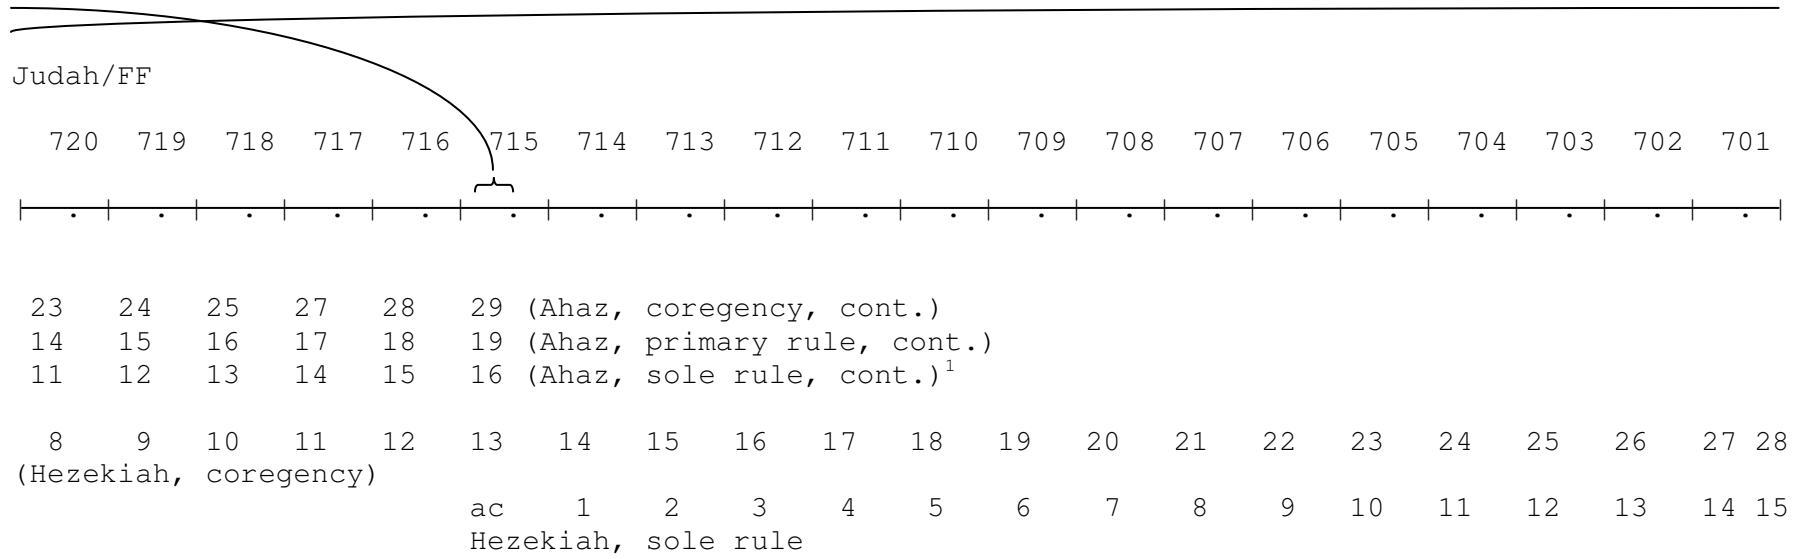 Judah/FF
720 719 718 717 716 715 714 713 712 711 710 709 708 707 706 705 704 703 702 701
23 24 25 27 28 29 (Ahaz, coregency, cont.)
14 15 16 17 18 19 (Ahaz, primary rule, cont.)
11 12 13 14 15 16 (Ahaz, sole rule, cont.)1
8 9 10 11 12 13 14 15 16 17 18 19 20 21 22 23 24 25 26 27 28
(Hezekiah, coregency)
ac 1 2 3 4 5 6 7 8 9 10 11 12 13 14 15
Hezekiah, sole rule